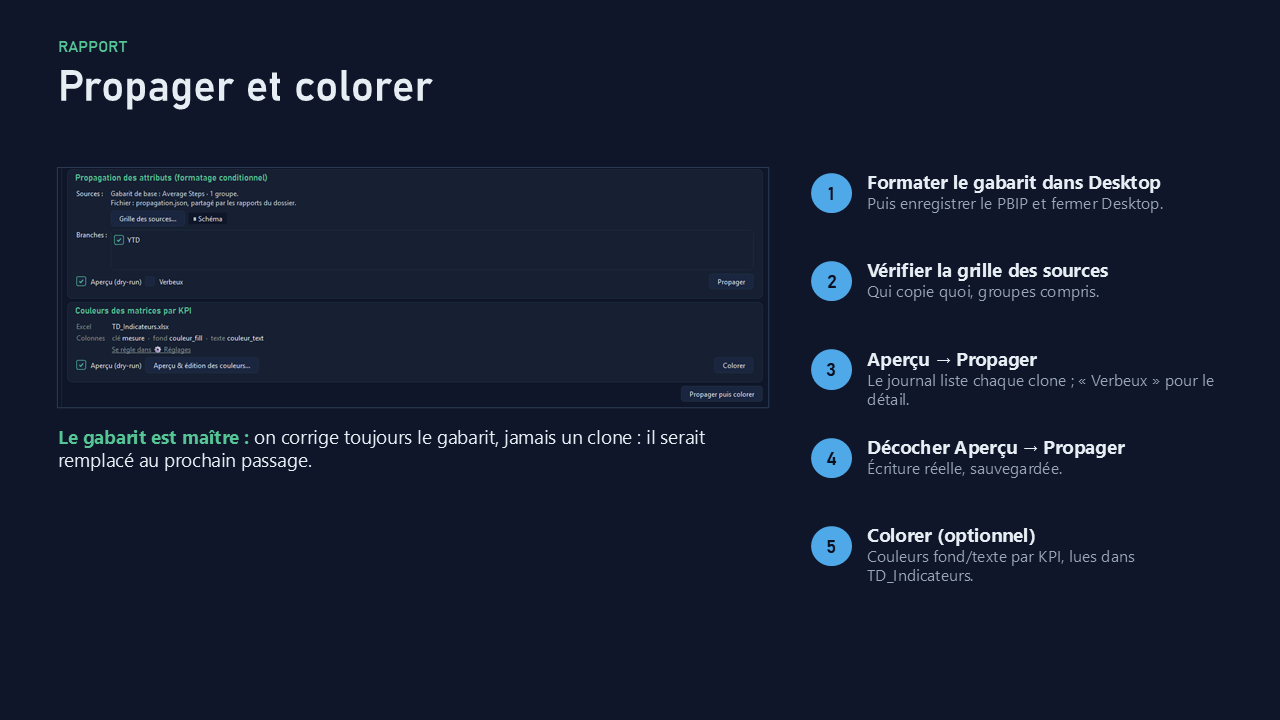 RAPPORT
Propager et colorer
Propagation des attributs (formatage conditionnel)
Sources : Gabarit de base : Average Steps - 1 groupe.
Fichier : propagation.json, partagé par les rapports du dossier.
Grille des sources... Schéma
Branches : YTD
Aperçu (dry-run) Verbeux Propager
Couleurs des matrices par KPI
Excel TD_Indicateurs.xlsx
Colonnes clé mesure · fond couleur_fill · texte couleur_text
Se règle dans Réglages
Aperçu (dry-run) Aperçu & édition des couleurs... Colorer
Propager puis colorer
Le gabarit est maître : on corrige toujours le gabarit, jamais un clone : il serait
remplacé au prochain passage.
1 Formater le gabarit dans Desktop
Puis enregistrer le PBIP et fermer Desktop.
2 Vérifier la grille des sources
Qui copie quoi, groupes compris.
3 Aperçu → Propager
Le journal liste chaque clone ; « Verbeux » pour le
détail.
4 Décocher Aperçu → Propager
Écriture réelle, sauvegardée.
5 Colorer (optionnel)
Couleurs fond/texte par KPI, lues dans
TD_Indicateurs.